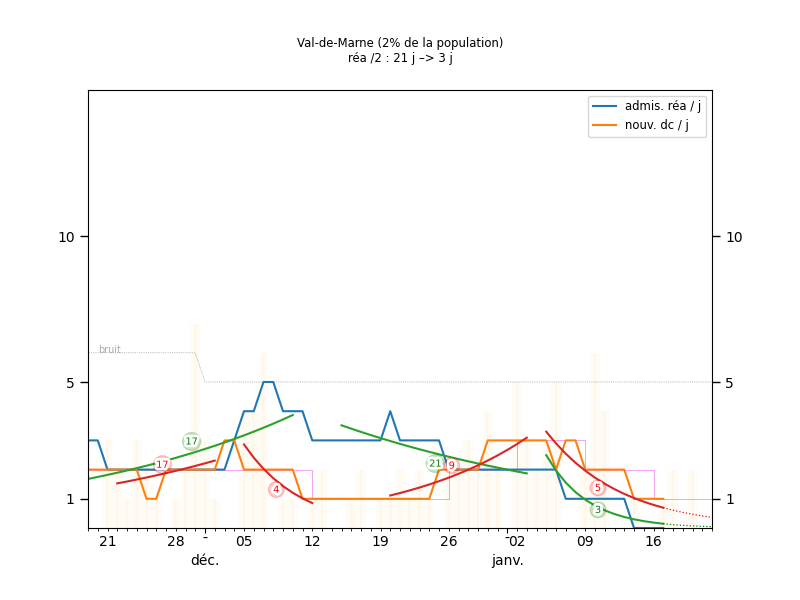 Val-de-Marne (2% de la population)
réa /2 : 21 j –> 3 j
admis. réa / j
nouv. dc / j
10 10
bruit
5 5
17 17 4 21 9 5 3
1 1
21 28 - 05 12 19 26 -02 09 16
déc. janv.